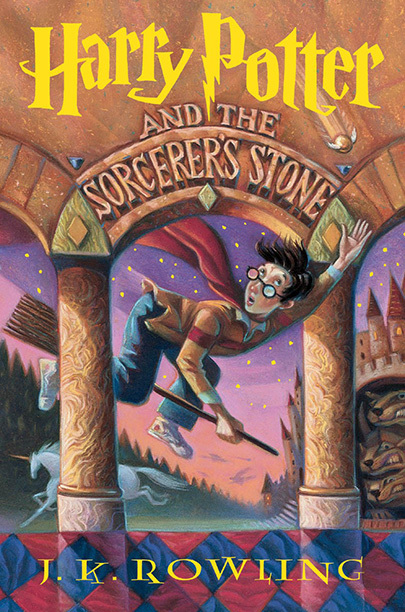 Harry Potter
AND THE
SORCERER'S STONE
J. K. ROWLING